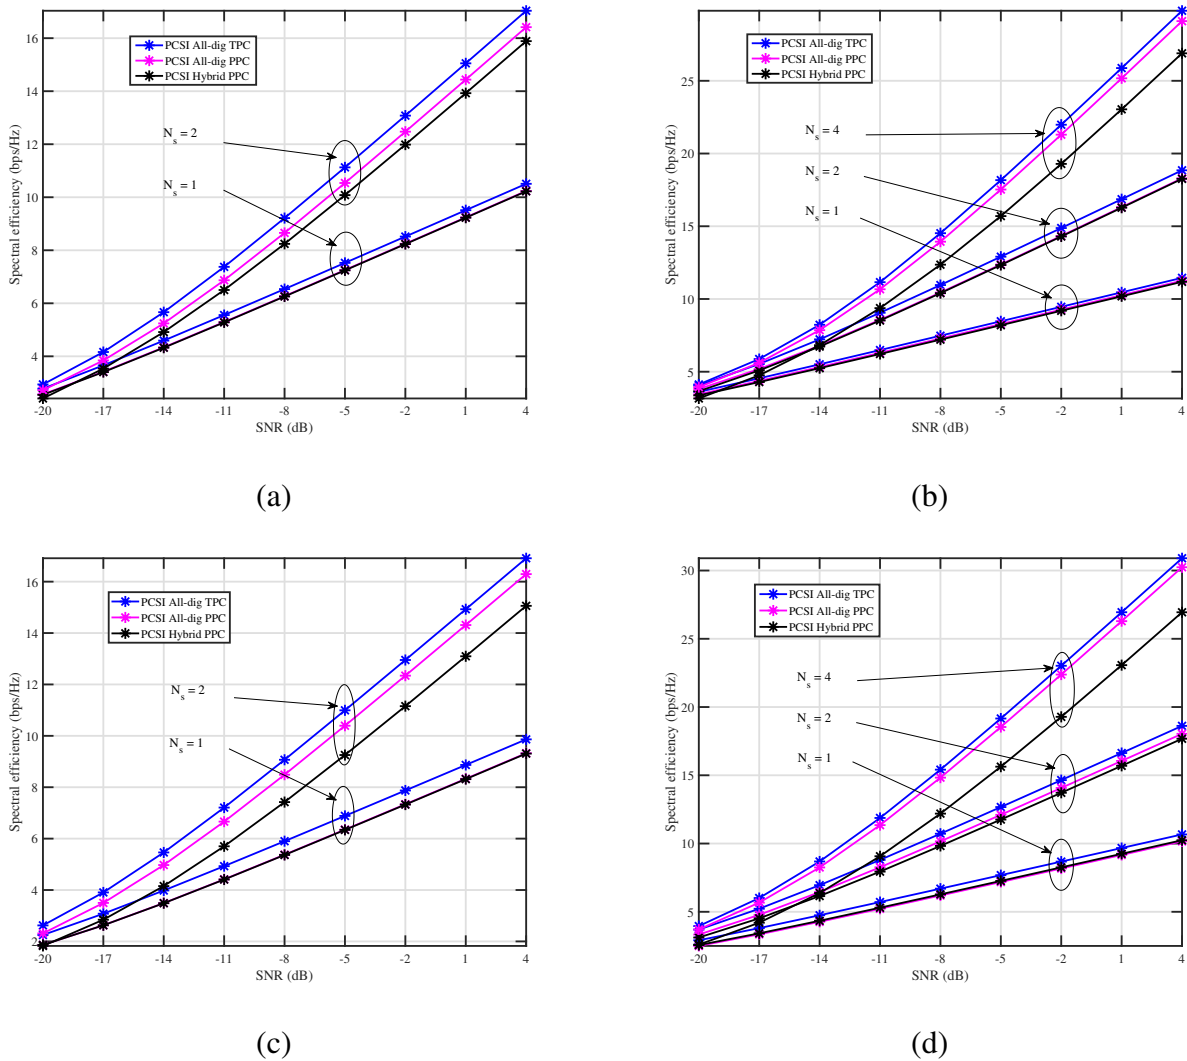 16
14
12
10
8
6
4
Spectral efficiency (bps/Hz)
PCSI All-dig TPC
PCSI All-dig PPC
PCSI Hybrid PPC
N_s = 2
N_s = 1
-20 -17 -14 -11 -8 -5 -2 1 4
SNR (dB)
(a)
25
20
15
10
5
Spectral efficiency (bps/Hz)
PCSI All-dig TPC
PCSI All-dig PPC
PCSI Hybrid PPC
N_s = 4
N_s = 2
N_s = 1
-20 -17 -14 -11 -8 -5 -2 1 4
SNR (dB)
(b)
16
14
12
10
8
6
4
2
Spectral efficiency (bps/Hz)
PCSI All-dig TPC
PCSI All-dig PPC
PCSI Hybrid PPC
N_s = 2
N_s = 1
-20 -17 -14 -11 -8 -5 -2 1 4
SNR (dB)
(c)
30
25
20
15
10
5
Spectral efficiency (bps/Hz)
PCSI All-dig TPC
PCSI All-dig PPC
PCSI Hybrid PPC
N_s = 4
N_s = 2
N_s = 1
-20 -17 -14 -11 -8 -5 -2 1 4
SNR (dB)
(d)